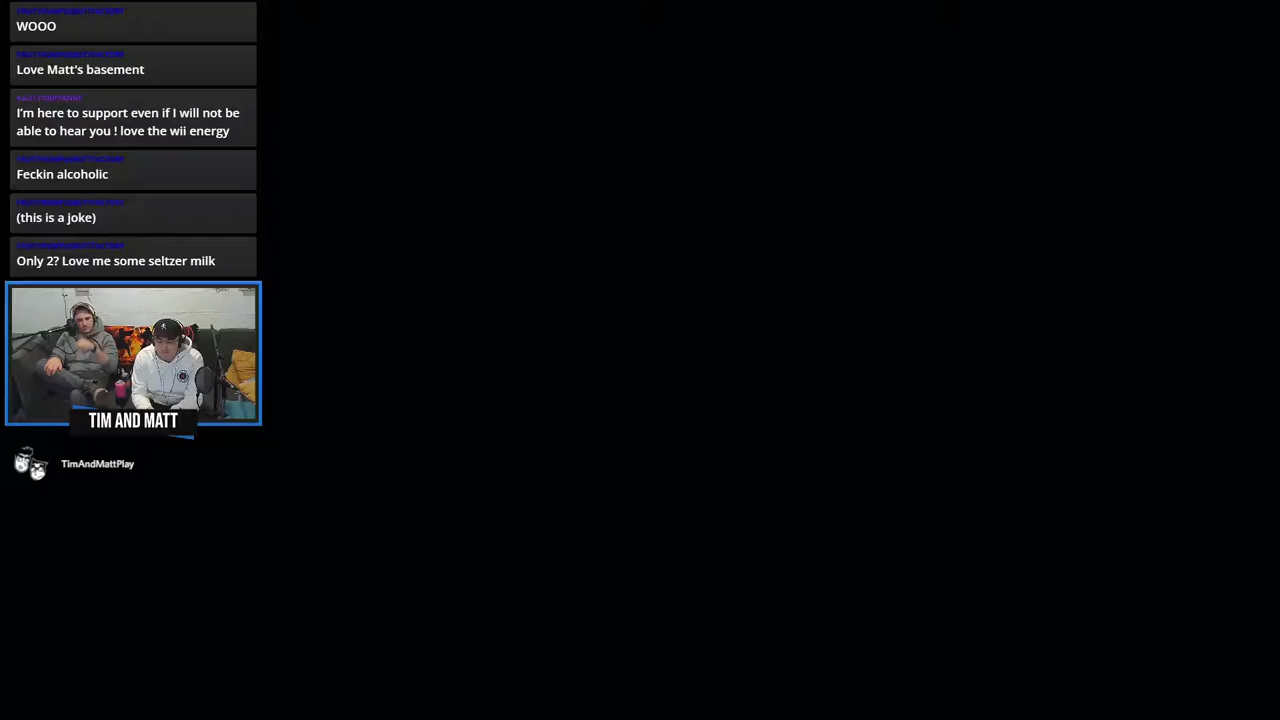 WOOO
Love Matt's basement
I'm here to support even if I will not be
able to hear you ! love the wii energy
Feckin alcoholic
(this is a joke)
Only 2? Love me some seltzer milk
TIM AND MATT
TimAndMattPlay